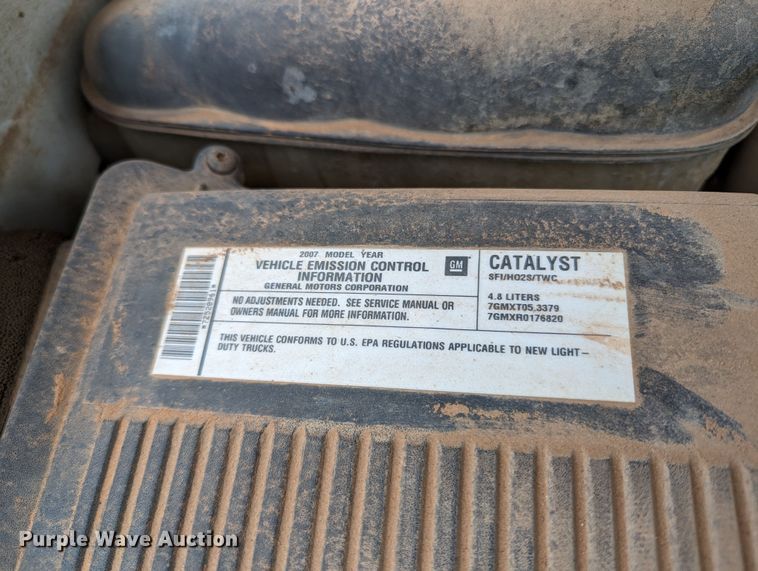 2007 MODEL YEAR
VEHICLE EMISSION CONTROL
INFORMATION
GENERAL MOTORS CORPORATION
GM
NO ADJUSTMENTS NEEDED. SEE SERVICE MANUAL OR
OWNERS MANUAL FOR MORE INFORMATION.
THIS VEHICLE CONFORMS TO U.S. EPA REGULATIONS APPLICABLE TO NEW LIGHT-
DUTY TRUCKS.
CATALYST
SFI/HO2S/TWC
4.8 LITERS
7GMXT05.3379
7GMXR0176820
Purple Wave Auction